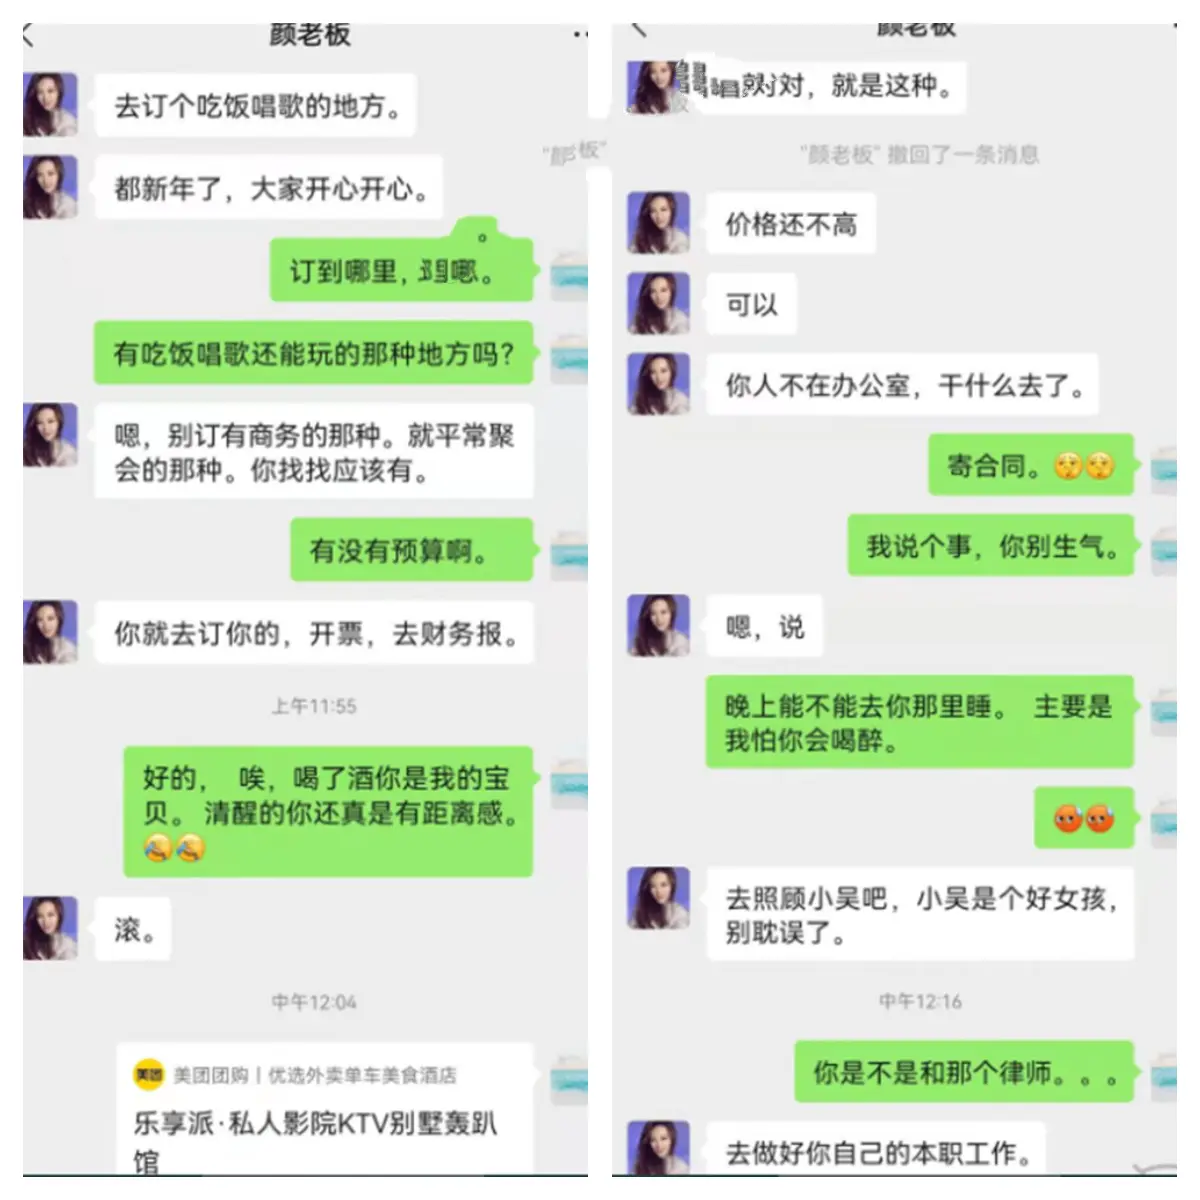 颜老板
去订个吃饭唱歌的地方。
都新年了，大家开心开心。
订到哪里，
有吃饭唱歌还能玩的那种地方吗？
嗯，别订有商务的那种。就平常聚
会的那种。你找找应该有。
有没有预算啊。
你就去订你的，开票，去财务报。
上午11:55
好的， 唉，喝了酒你是我的宝
贝。 清醒的你还真是有距离感。
滚。
中午12:04
美团团购丨优选外卖单车美食酒店
乐享派·私人影院KTV别墅轰趴
馆
颜老板
对，就是这种。
"颜老板" 撤回了一条消息
价格还不高
可以
你人不在办公室，干什么去了。
寄合同。
我说个事，你别生气。
嗯，说
晚上能不能去你那里睡。 主要是
我怕你会喝醉。
去照顾小吴吧，小吴是个好女孩，
别耽误了。
中午12:16
你是不是和那个律师。。。
去做好你自己的本职工作。